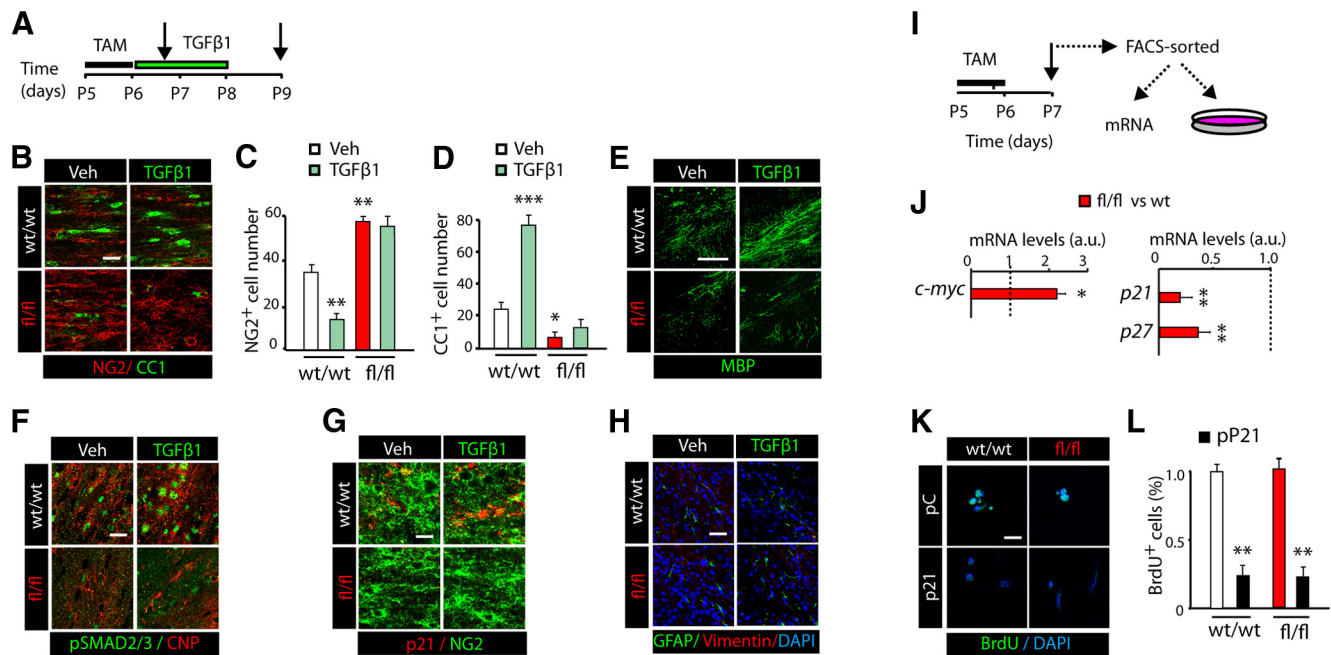 A
TAM
TGFβ1
Time
(days)
P5 P6 P7 P8 P9
B
Veh TGFβ1
wt/wt
fl/fl
NG2/ CC1
C
Veh
TGFβ1
NG2+ cell number
60
40
20
0
**
**
wt/wt fl/fl
D
Veh
TGFβ1
CC1+ cell number
80
60
40
20
0
***
*
wt/wt fl/fl
E
Veh TGFβ1
wt/wt
fl/fl
MBP
F
Veh TGFβ1
wt/wt
fl/fl
pSMAD2/3 / CNP
G
Veh TGFβ1
wt/wt
fl/fl
p21 / NG2
H
Veh TGFβ1
wt/wt
fl/fl
GFAP/ Vimentin/DAPI
I
TAM
FACS-sorted
P5 P6 P7
Time (days)
mRNA
J
fl/fl vs wt
mRNA levels (a.u.)
0 1 2 3
c-myc
*
mRNA levels (a.u.)
0 0.5 1.0
p21
**
p27
**
K
wt/wt fl/fl
pC
p21
BrdU / DAPI
L
pP21
BrdU+ cells (%)
1.0
0.5
0
**
**
wt/wt fl/fl